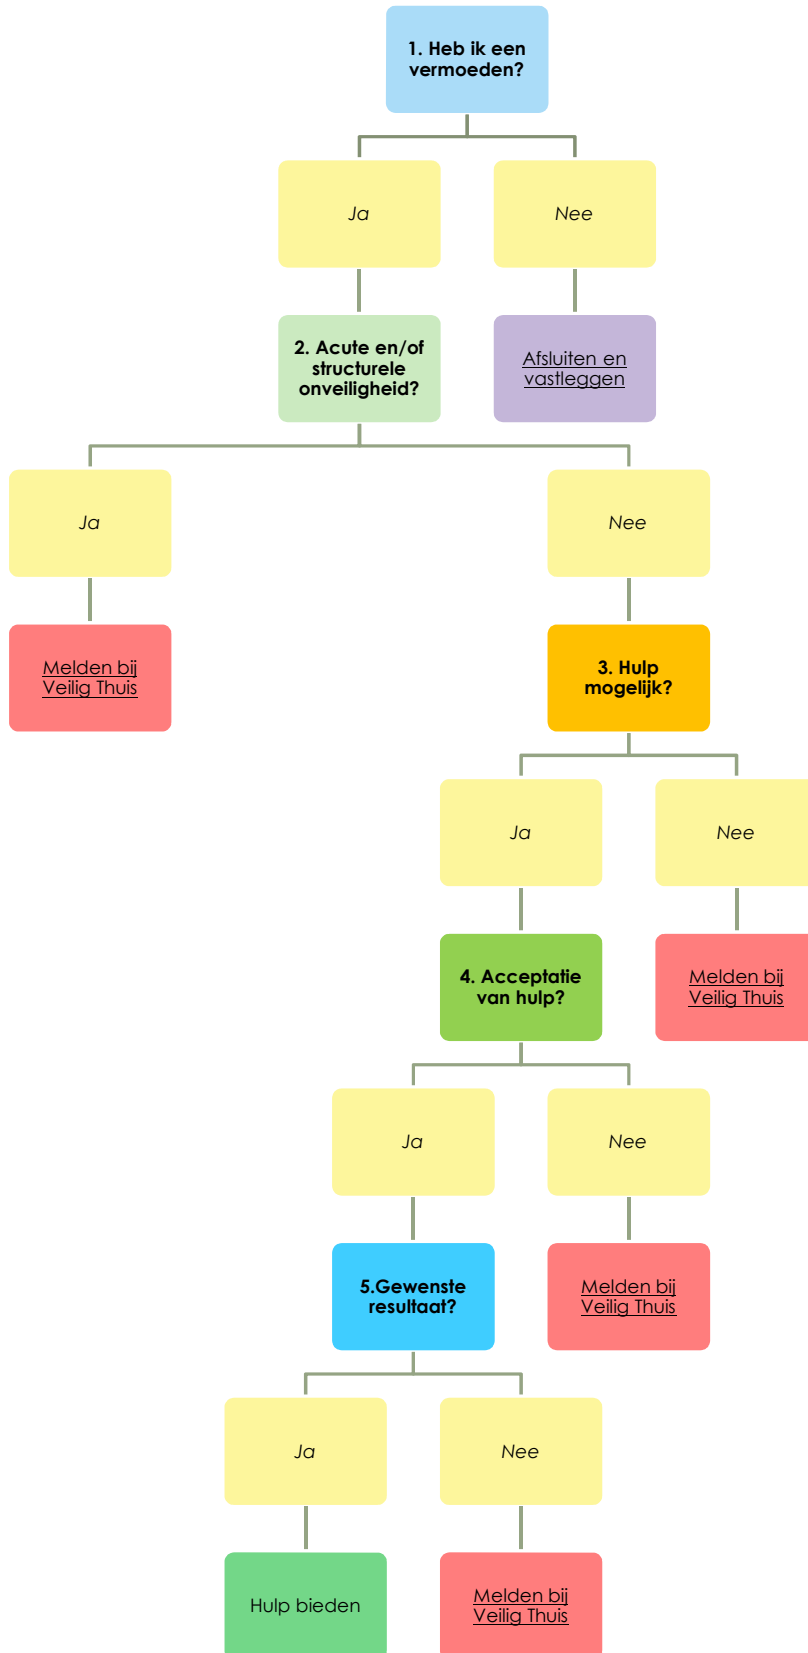 1. Heb ik een
vermoeden?
Ja
Nee
2. Acute en/of
structurele
onveiligheid?
Afsluiten en
vastleggen
Ja
Nee
Melden bij
Veilig Thuis
3. Hulp
mogelijk?
Ja
Nee
4. Acceptatie
van hulp?
Melden bij
Veilig Thuis
Ja
Nee
5.Gewenste
resultaat?
Melden bij
Veilig Thuis
Ja
Nee
Hulp bieden
Melden bij
Veilig Thuis